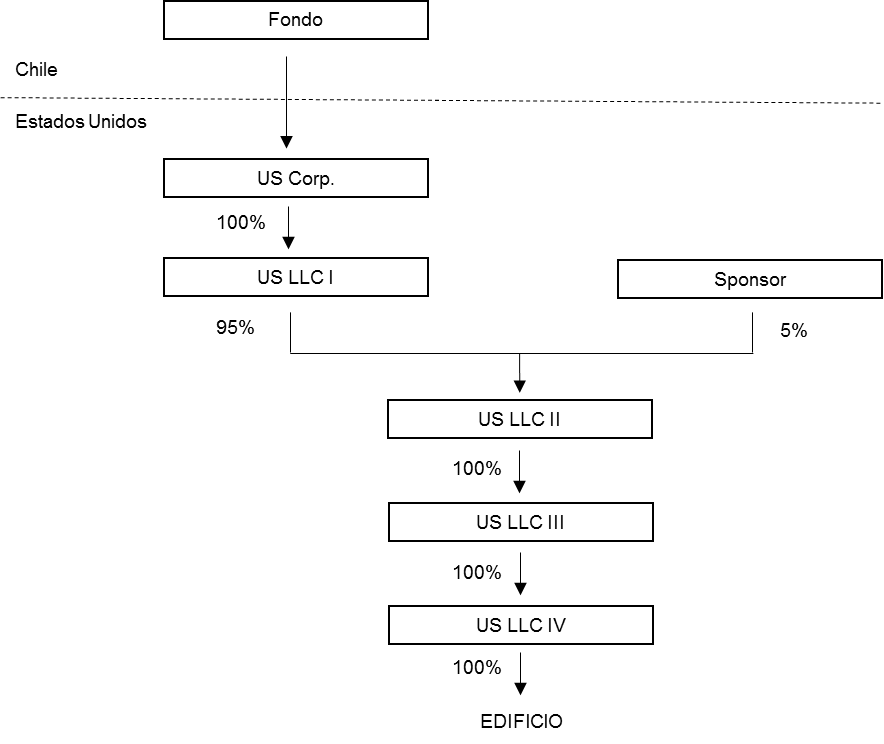 Fondo
Chile
Estados Unidos
US Corp.
100%
US LLC I
Sponsor
95%
5%
US LLC II
100%
US LLC III
100%
US LLC IV
100%
EDIFICIO